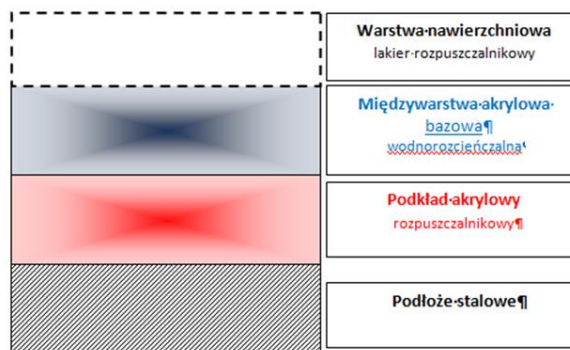 Warstwa·nawierzchniowa
lakier·rozpuszczalnikowy
Międzywarstwa·akrylowa·
bazowa¶
wodnorozcieńczalna¶
Podkład·akrylowy
rozpuszczalnikowy¶
Podłoże·stalowe¶